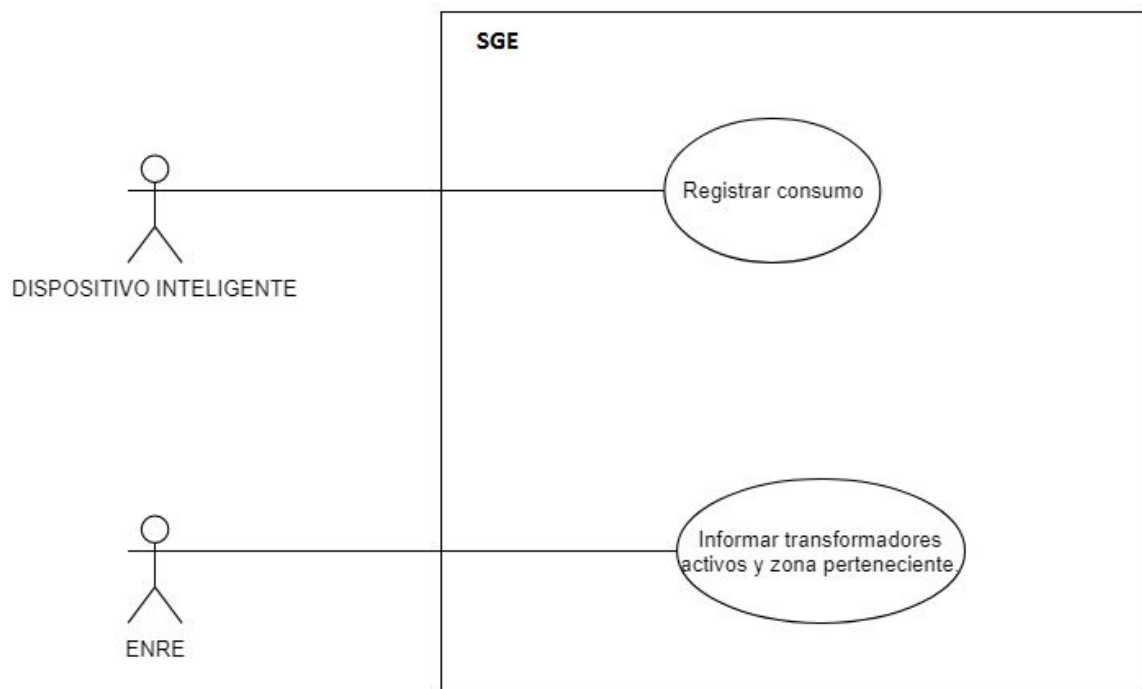 SGE
Registrar consumo
DISPOSITIVO INTELIGENTE
Informar transformadores
activos y zona perteneciente.
ENRE